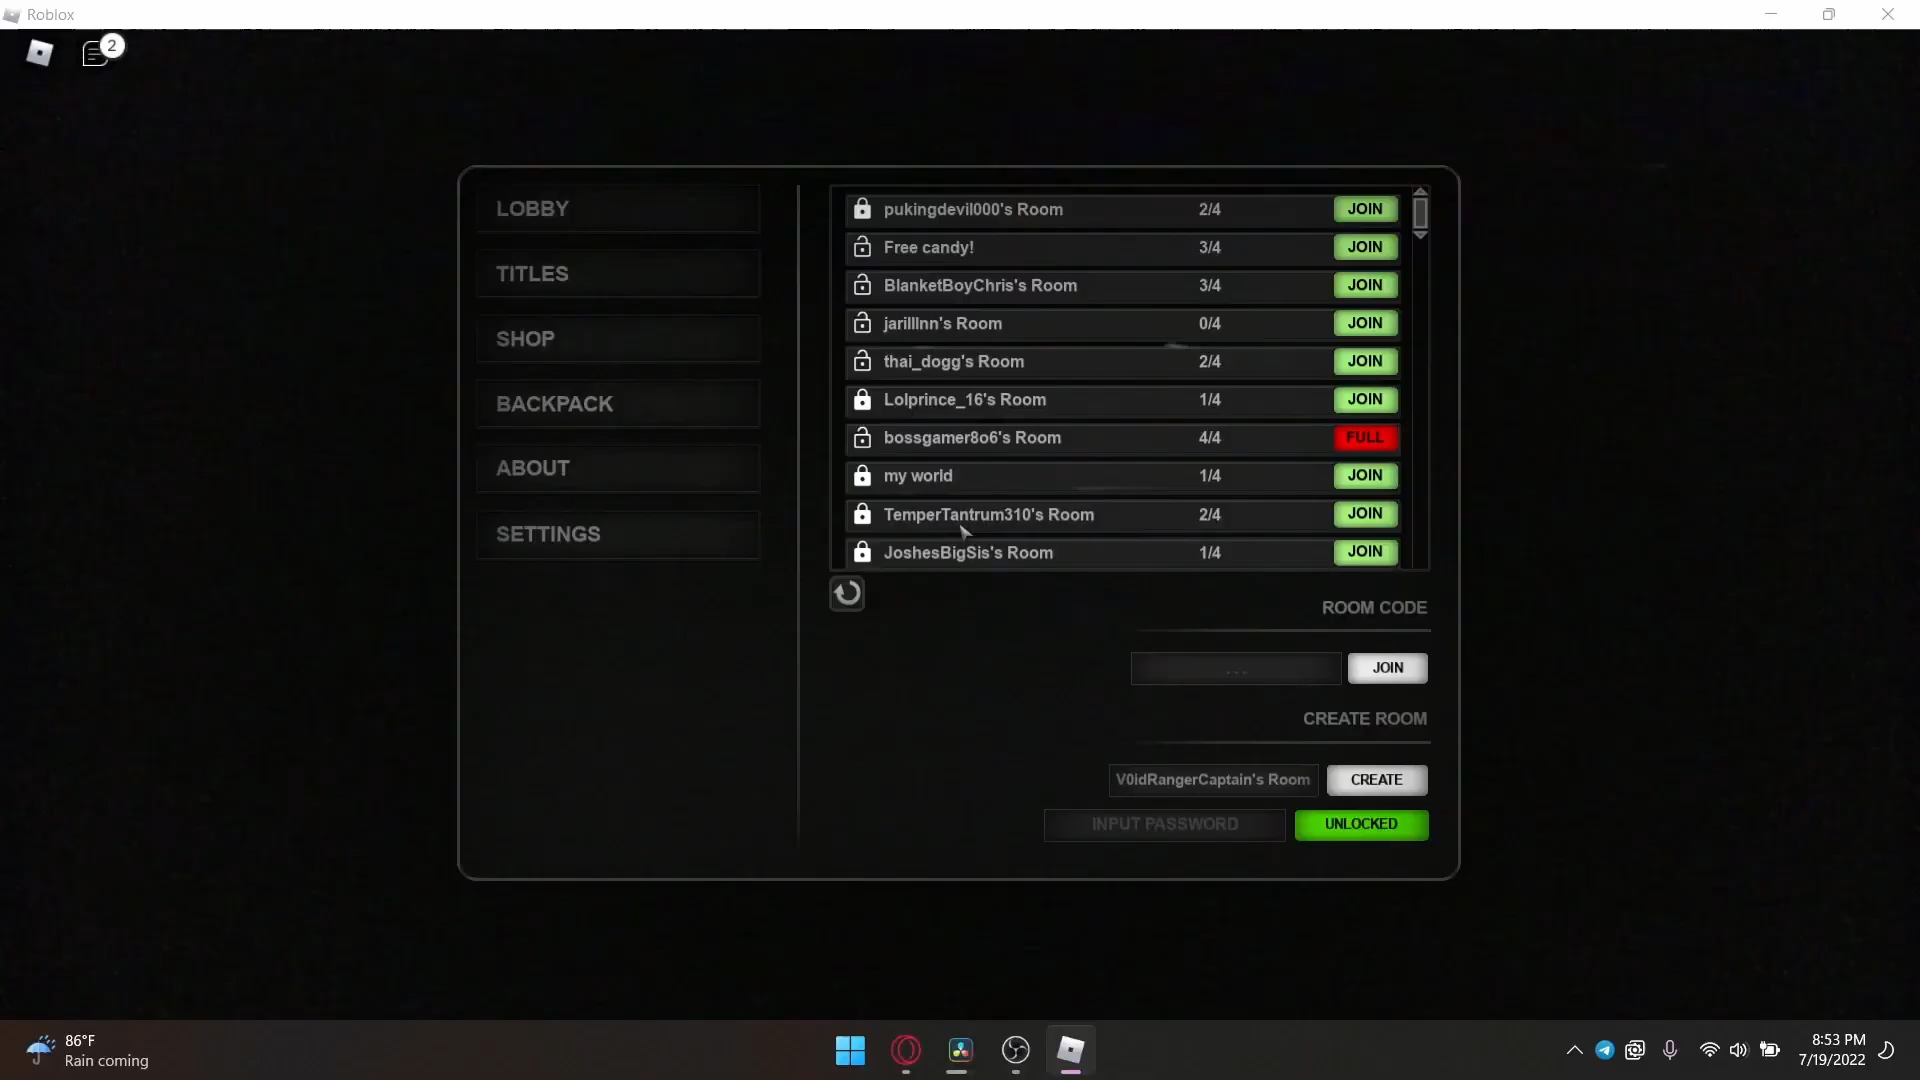 Roblox
2
LOBBY
TITLES
SHOP
BACKPACK
ABOUT
SETTINGS
pukingdevil000's Room 2/4 JOIN
Free candy! 3/4 JOIN
BlanketBoyChris's Room 3/4 JOIN
jarilllnn's Room 0/4 JOIN
thai_dogg's Room 2/4 JOIN
Lolprince_16's Room 1/4 JOIN
bossgamer8o6's Room 4/4 FULL
my world 1/4 JOIN
TemperTantrum310's Room 2/4 JOIN
JoshesBigSis's Room 1/4 JOIN
ROOM CODE
... JOIN
CREATE ROOM
V0idRangerCaptain's Room CREATE
INPUT PASSWORD UNLOCKED
86°F
Rain coming
8:53 PM
7/19/2022